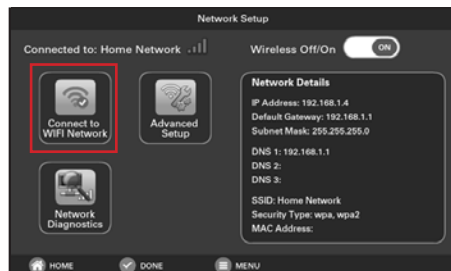 Network Setup
Connected to: Home Network
Wireless Off/On
ON
Connect to
WIFI Network
Advanced
Setup
Network
Diagnostics
Network Details
IP Address: 192.168.1.4
Default Gateway: 192.168.1.1
Subnet Mask: 255.255.255.0
DNS 1: 192.168.1.1
DNS 2:
DNS 3:
SSID: Home Network
Security Type: wpa, wpa2
MAC Address:
HOME
DONE
MENU